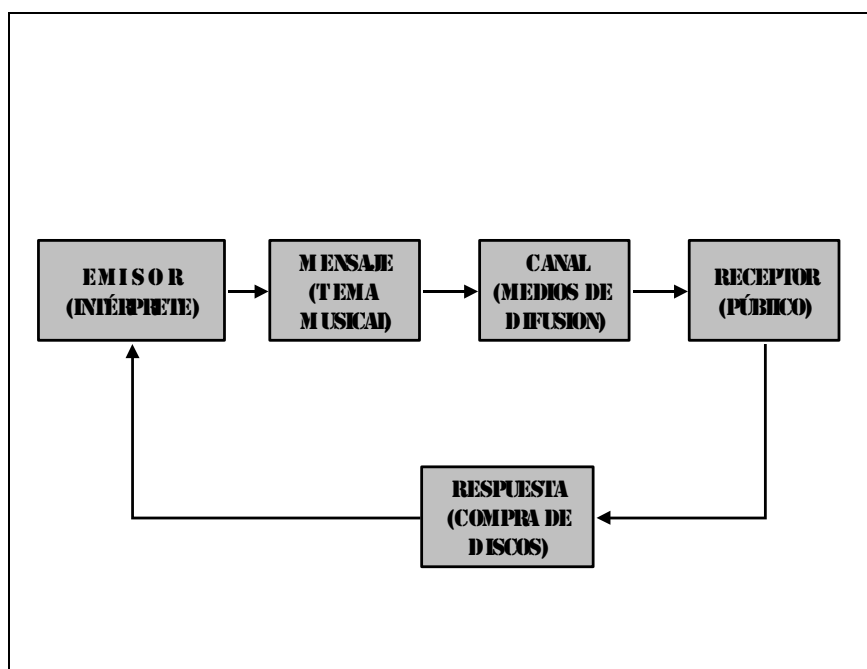 EMISOR
(INTÉRPRETE)
MENSAJE
(TEMA
MUSICAL)
CANAL
(MEDIOS DE
DIFUSION)
RECEPTOR
(PÚBLICO)
RESPUESTA
(COMPRA DE
DISCOS)